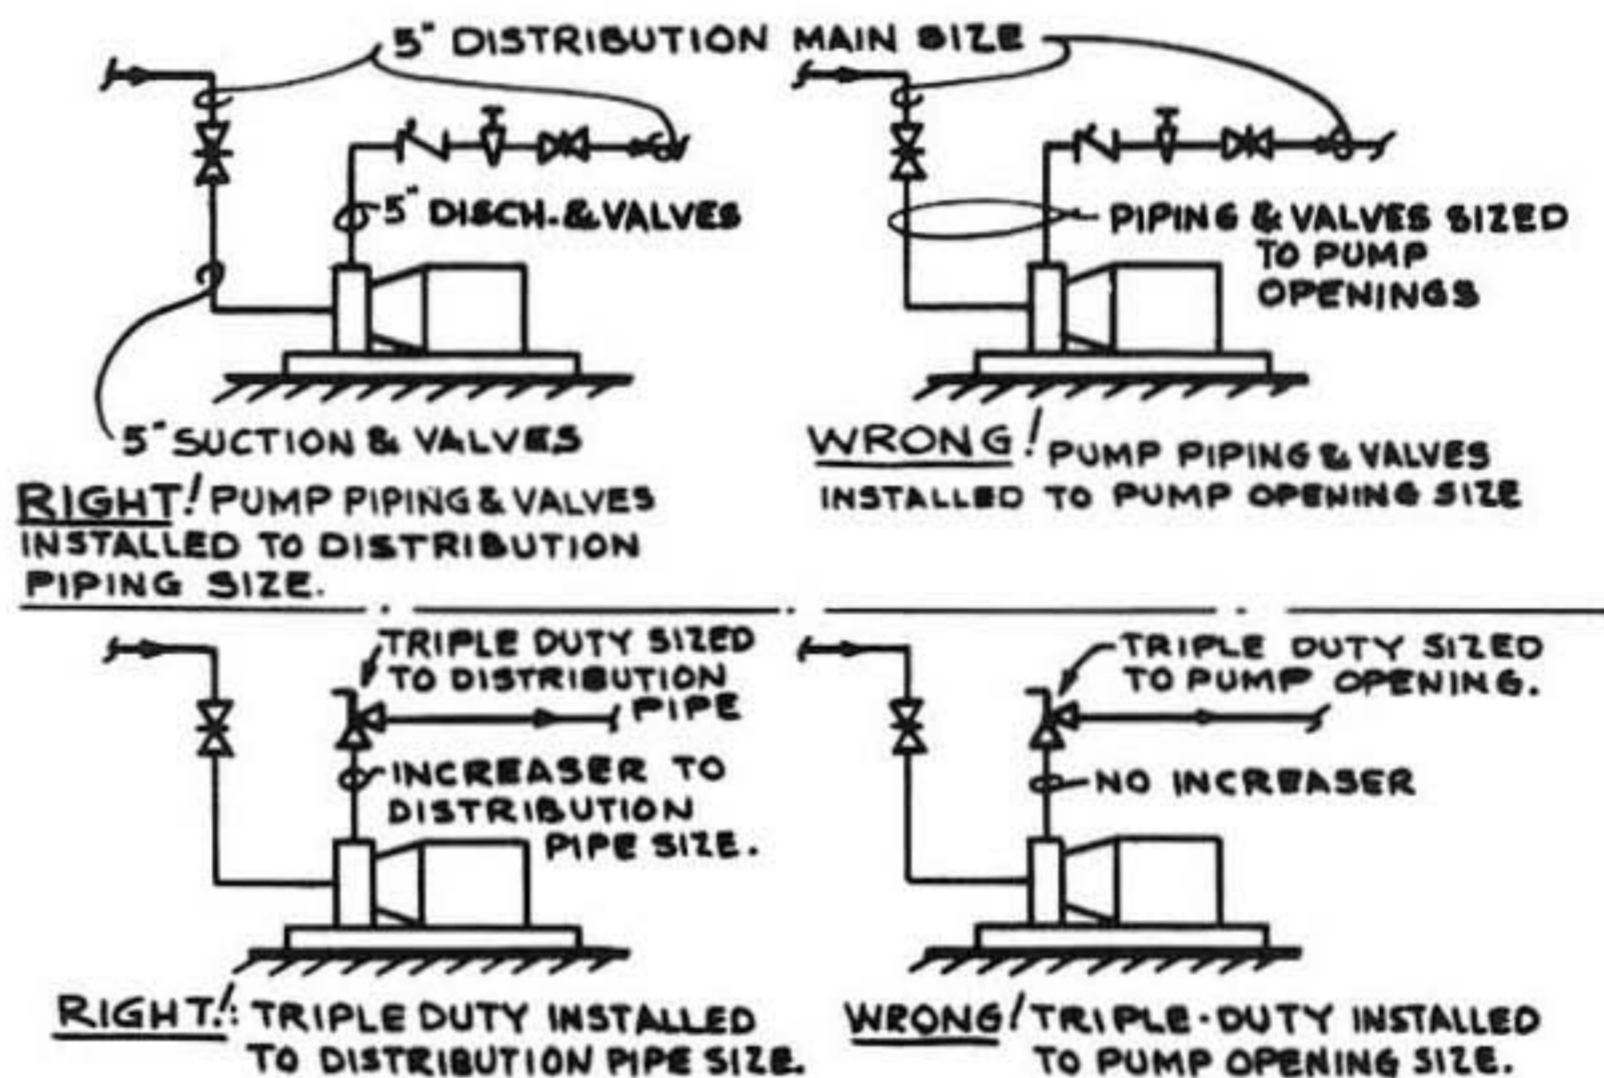 5" DISTRIBUTION MAIN SIZE
5" DISCH. & VALVES
5" SUCTION & VALVES
RIGHT! PUMP PIPING & VALVES
INSTALLED TO DISTRIBUTION
PIPING SIZE.
PIPING & VALVES SIZED
TO PUMP
OPENINGS
WRONG! PUMP PIPING & VALVES
INSTALLED TO PUMP OPENING SIZE
TRIPLE DUTY SIZED
TO DISTRIBUTION
PIPE
INCREASER TO
DISTRIBUTION
PIPE SIZE.
RIGHT!: TRIPLE DUTY INSTALLED
TO DISTRIBUTION PIPE SIZE.
TRIPLE DUTY SIZED
TO PUMP OPENING.
NO INCREASER
WRONG! TRIPLE-DUTY INSTALLED
TO PUMP OPENING SIZE.